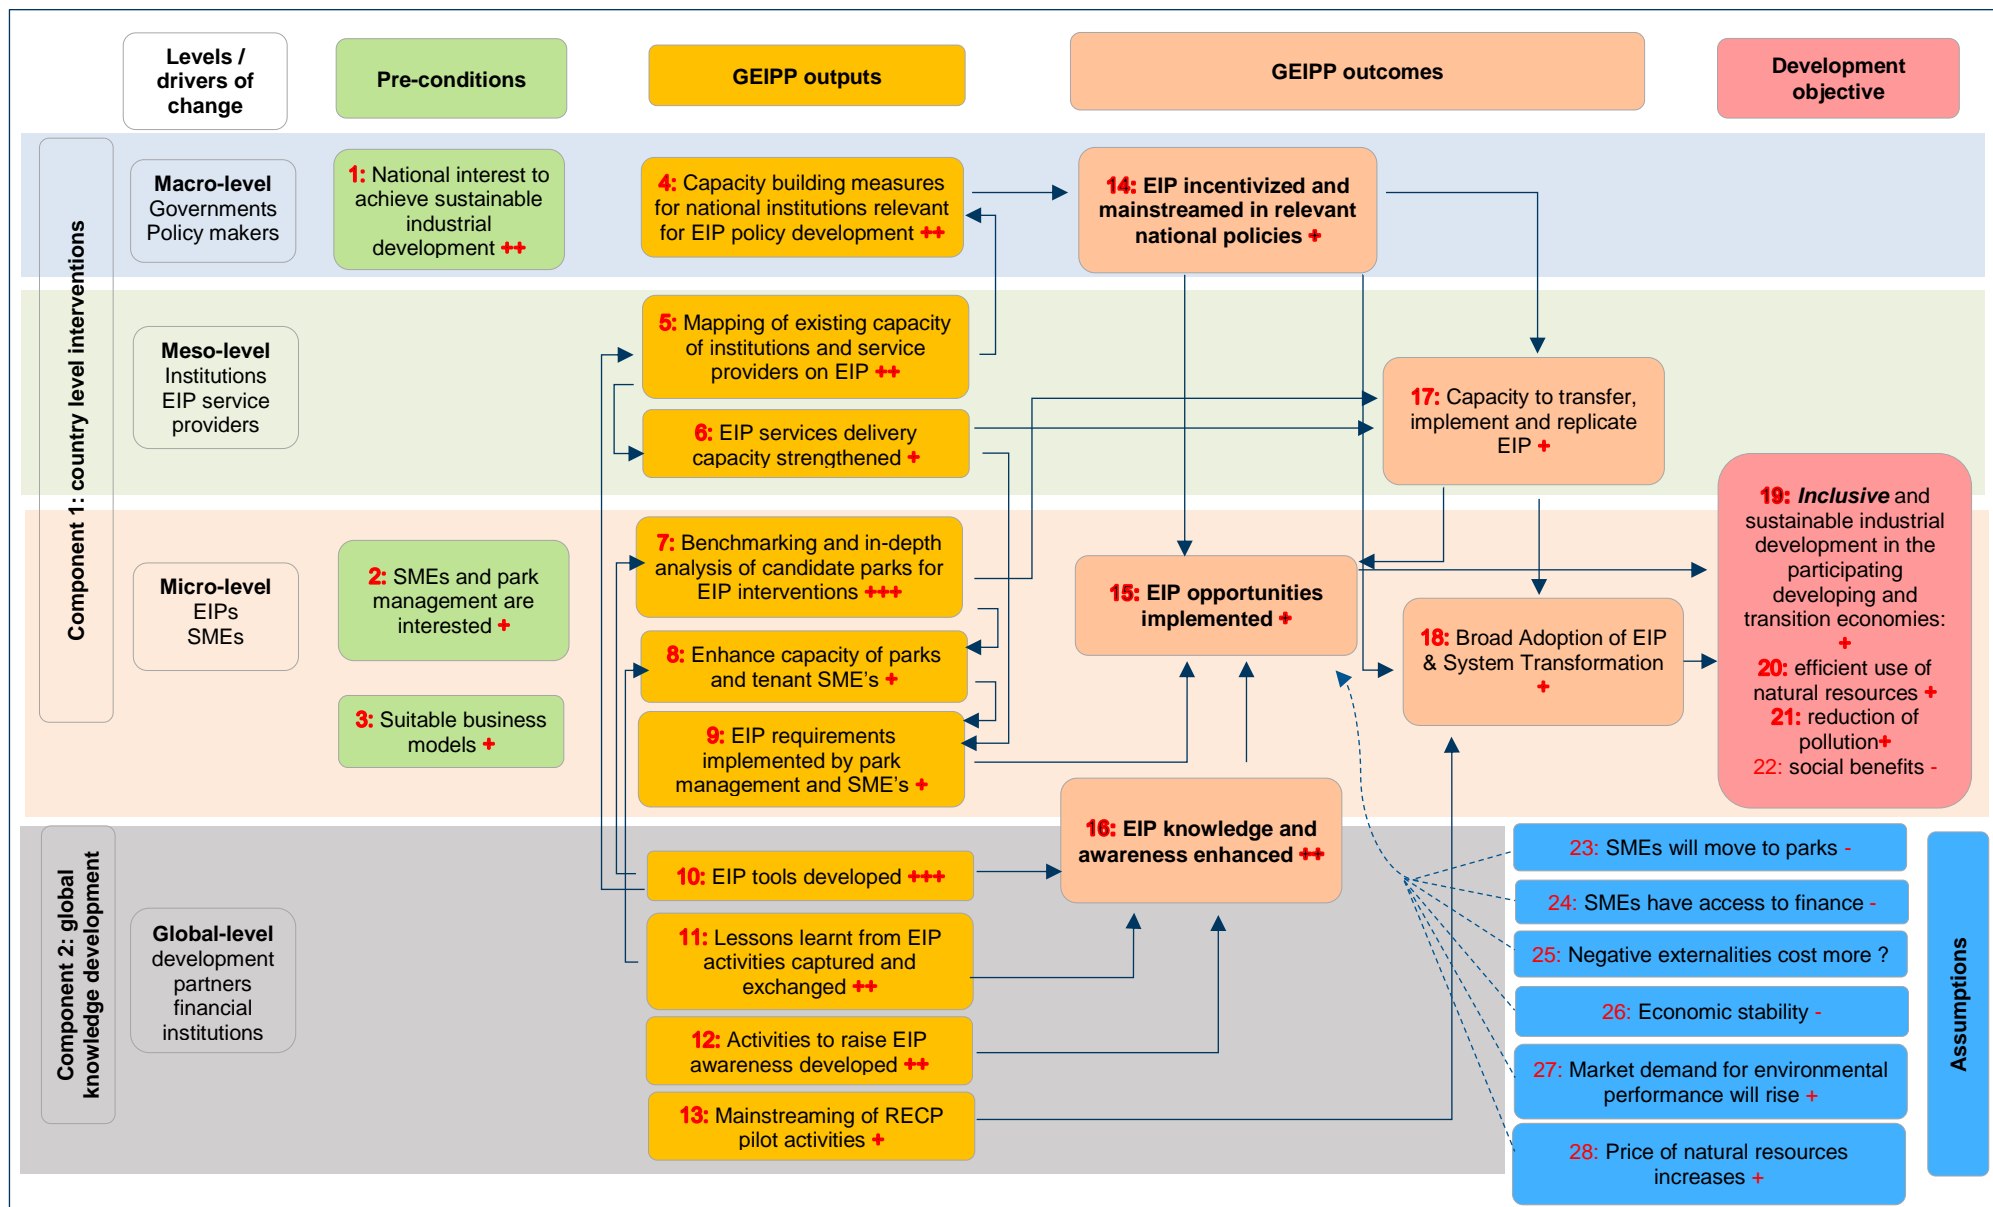 Levels /
drivers of
change
Pre-conditions
GEIPP outputs
GEIPP outcomes
Development
objective
Component 1: country level interventions
Macro-level
Governments
Policy makers
1: National interest to
achieve sustainable
industrial
development ++
4: Capacity building measures
for national institutions relevant
for EIP policy development ++
14: EIP incentivized and
mainstreamed in relevant
national policies +
Meso-level
Institutions
EIP service
providers
5: Mapping of existing capacity
of institutions and service
providers on EIP ++
6: EIP services delivery
capacity strengthened +
17: Capacity to transfer,
implement and replicate
EIP +
Micro-level
EIPs
SMEs
2: SMEs and park
management are
interested +
3: Suitable business
models +
7: Benchmarking and in-depth
analysis of candidate parks for
EIP interventions +++
8: Enhance capacity of parks
and tenant SME's +
9: EIP requirements
implemented by park
management and SME's +
15: EIP opportunities
implemented +
18: Broad Adoption of EIP
& System Transformation
+
19: Inclusive and
sustainable industrial
development in the
participating
developing and
transition economies:
+
20: efficient use of
natural resources +
21: reduction of
pollution+
22: social benefits -
Component 2: global
knowledge development
Global-level
development
partners
financial
institutions
10: EIP tools developed +++
11: Lessons learnt from EIP
activities captured and
exchanged ++
12: Activities to raise EIP
awareness developed ++
13: Mainstreaming of RECP
pilot activities +
16: EIP knowledge and
awareness enhanced ++
23: SMEs will move to parks -
24: SMEs have access to finance -
25: Negative externalities cost more ?
26: Economic stability -
27: Market demand for environmental
performance will rise +
28: Price of natural resources
increases +
Assumptions